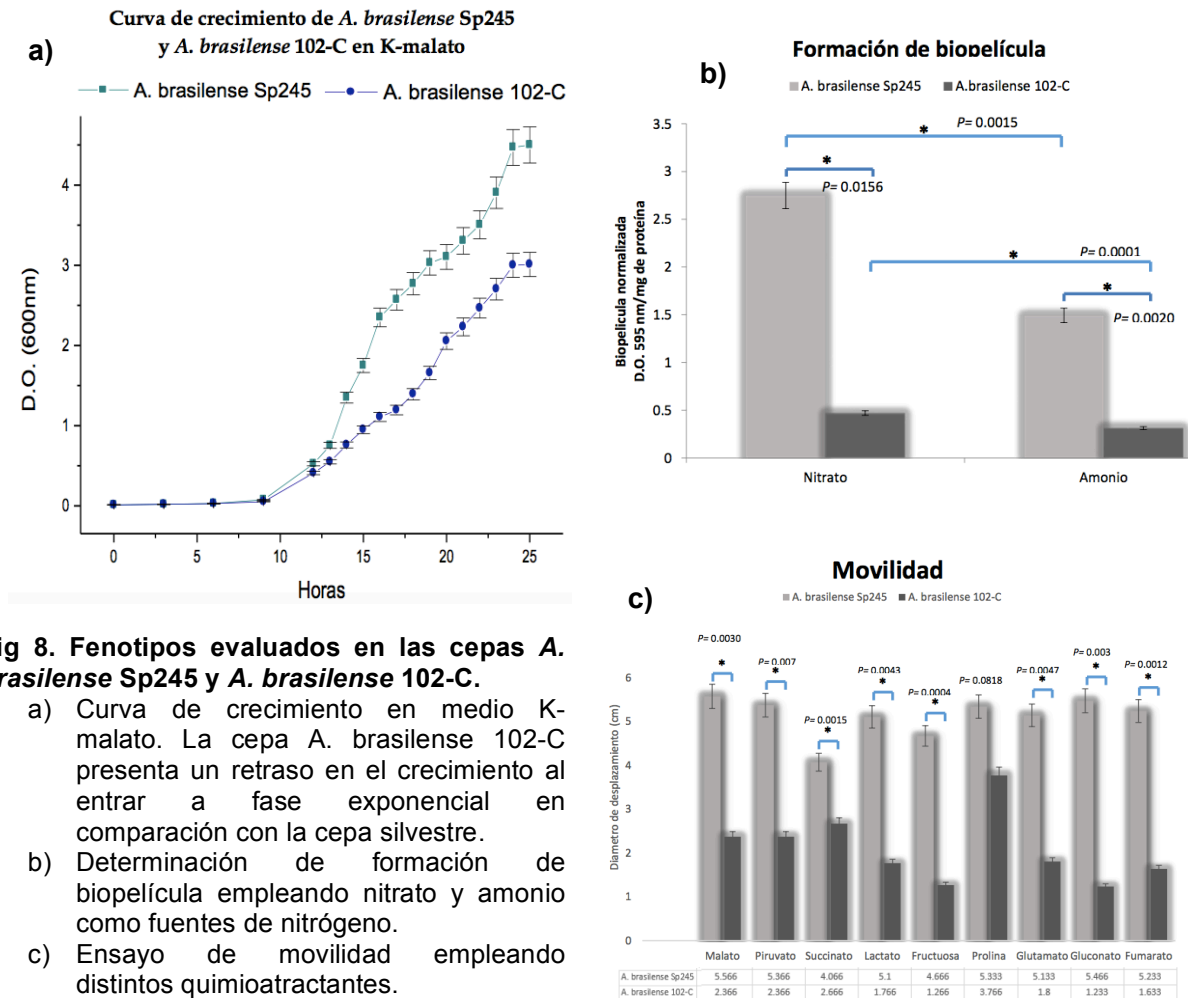 Curva de crecimiento de A. brasilense Sp245
y A. brasilense 102-C en K-malato
a)
A. brasilense Sp245 A. brasilense 102-C
D.O. (600nm)
4
3
2
1
0
0 5 10 15 20 25
Horas
b)
Formación de biopelícula
A. brasilense Sp245 A.brasilense 102-C
Biopelicula normalizada
D.O. 595 nm/mg de proteína
3.5
3
2.5
2
1.5
1
0.5
0
* P= 0.0015
*
P= 0.0156
* P= 0.0001
*
P= 0.0020
Nitrato Amonio
c)
Movilidad
A. brasilense Sp245 A. brasilense 102-C
Diametro de desplazamiento (cm)
6
5
4
3
2
1
0
P= 0.0030 P= 0.007 P= 0.0015 P= 0.0043 P= 0.0004 P= 0.0818 P= 0.0047 P= 0.003 P= 0.0012
* * * * * * * *
Malato Piruvato Succinato Lactato Fructuosa Prolina Glutamato Gluconato Fumarato
A. brasilense Sp245 5.566 5.366 4.066 5.1 4.666 5.333 5.133 5.466 5.233
A. brasilense 102-C 2.366 2.366 2.666 1.766 1.266 3.766 1.8 1.233 1.633
ig 8. Fenotipos evaluados en las cepas A.
rasilense Sp245 y A. brasilense 102-C.
a) Curva de crecimiento en medio K-
malato. La cepa A. brasilense 102-C
presenta un retraso en el crecimiento al
entrar a fase exponencial en
comparación con la cepa silvestre.
b) Determinación de formación de
biopelícula empleando nitrato y amonio
como fuentes de nitrógeno.
c) Ensayo de movilidad empleando
distintos quimioatractantes.